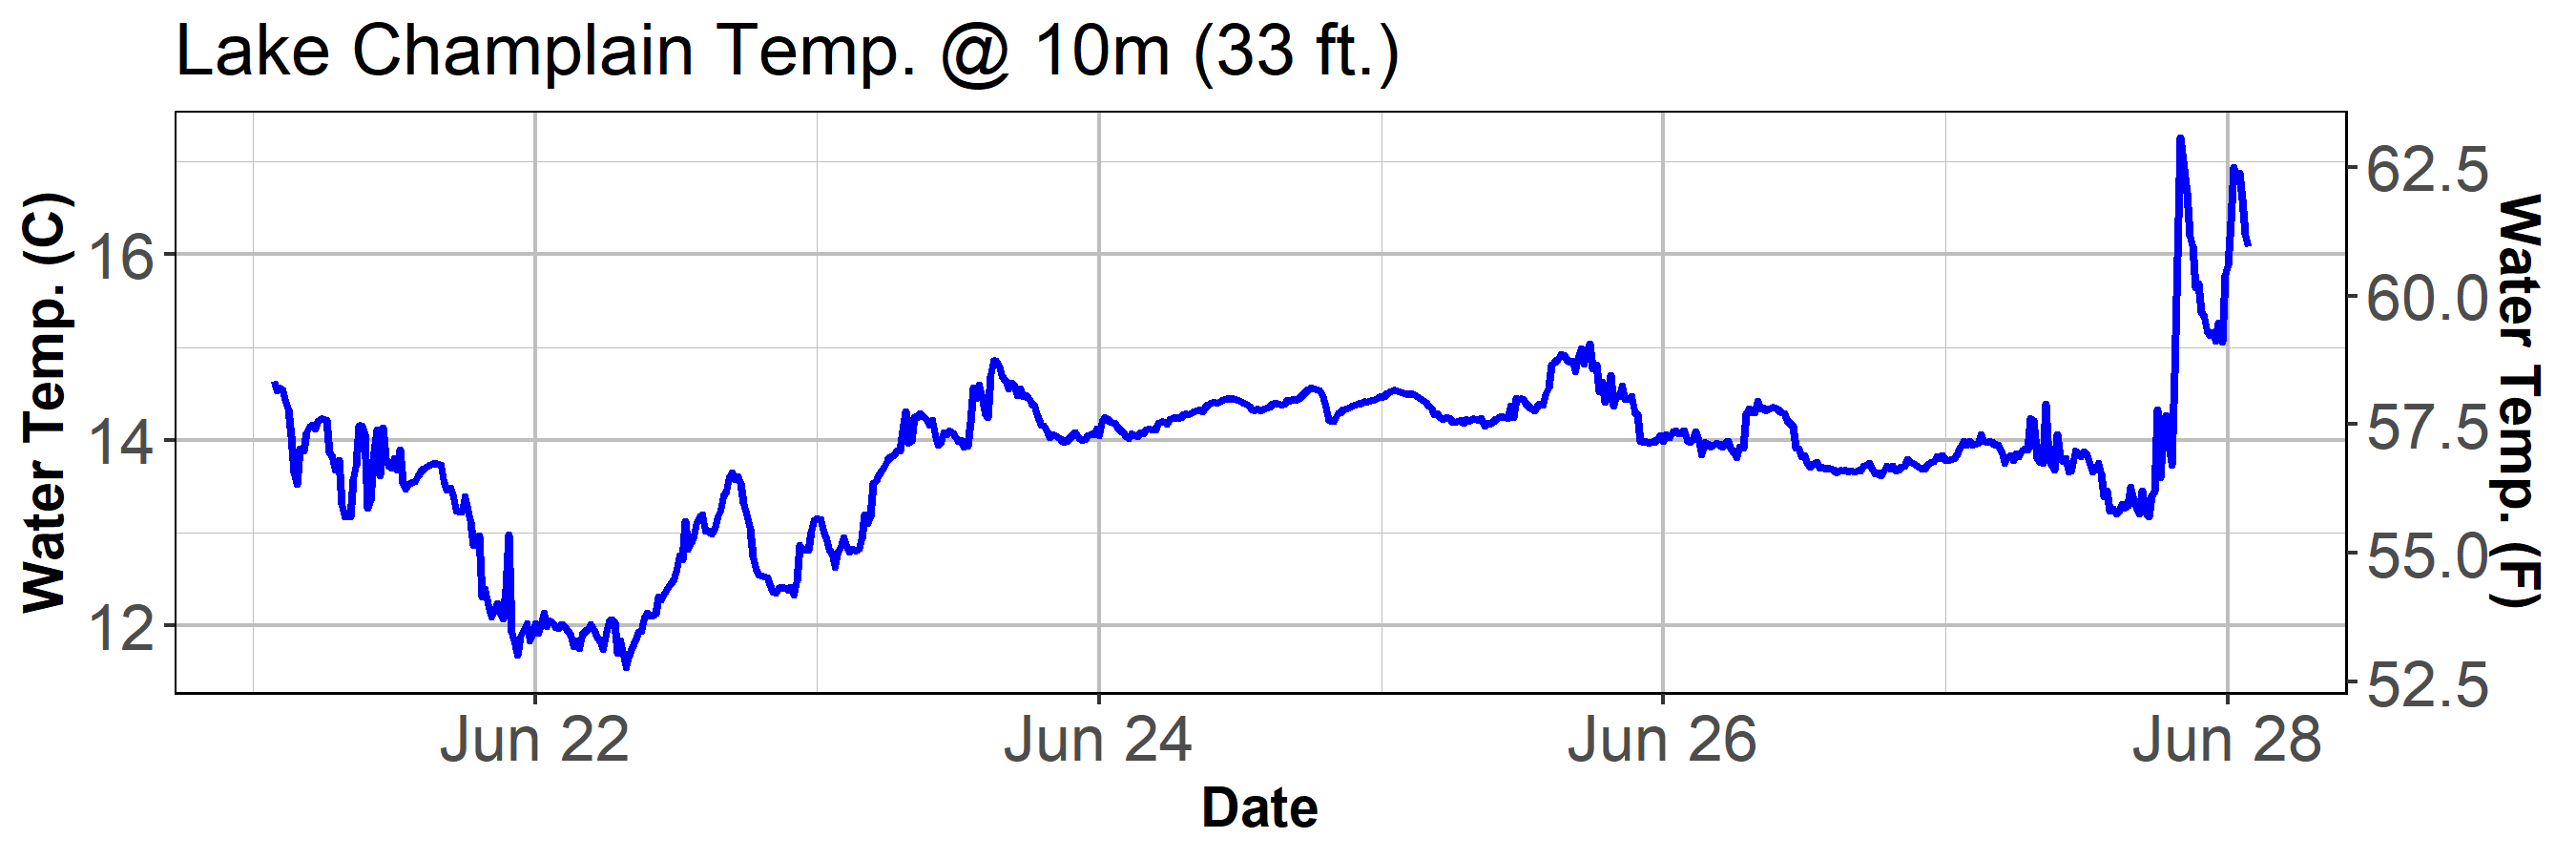 Lake Champlain Temp. @ 10m (33 ft.)
Water Temp. (C)
16
14
12
62.5
60.0
57.5
55.0
52.5
Water Temp. (F)
Jun 22
Jun 24
Jun 26
Jun 28
Date